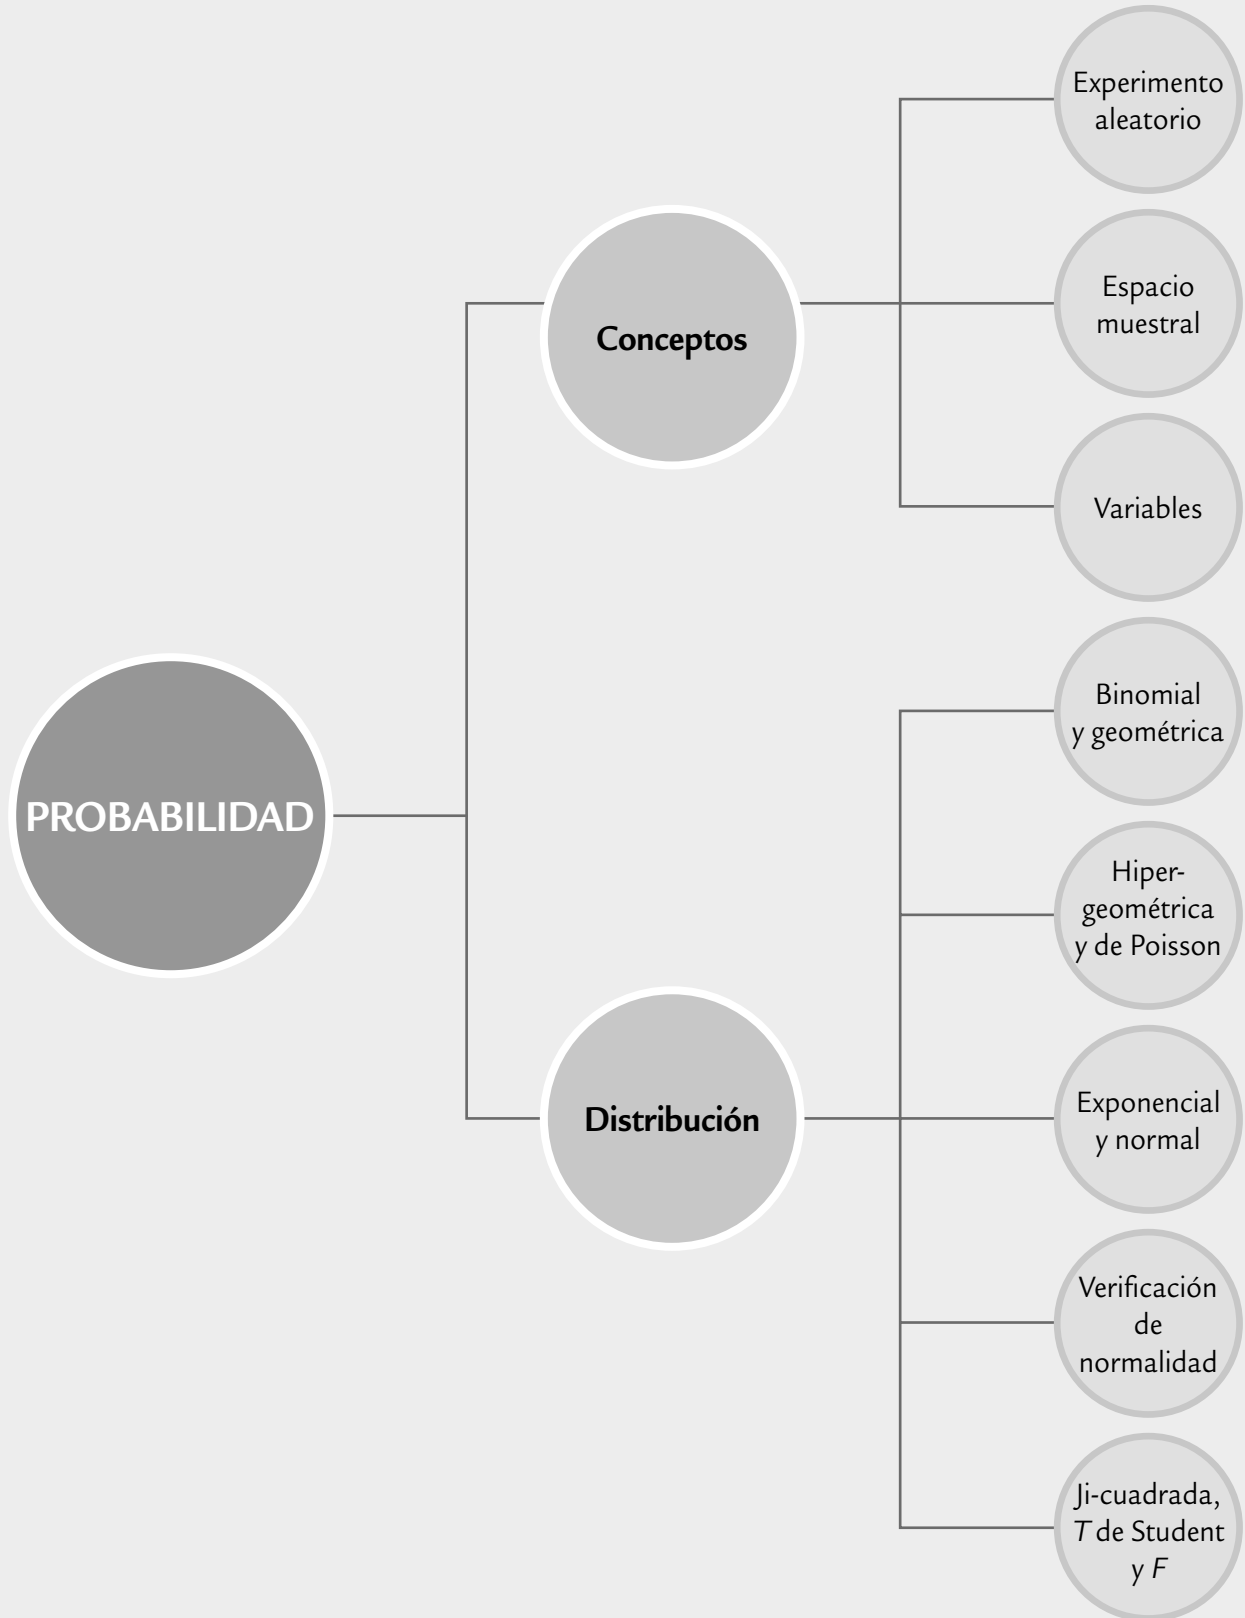 PROBABILIDAD
Conceptos
Experimento
aleatorio
Espacio
muestral
Variables
Distribución
Binomial
y geométrica
Hiper-
geométrica
y de Poisson
Exponencial
y normal
Verificación
de
normalidad
Ji-cuadrada,
T de Student
y F